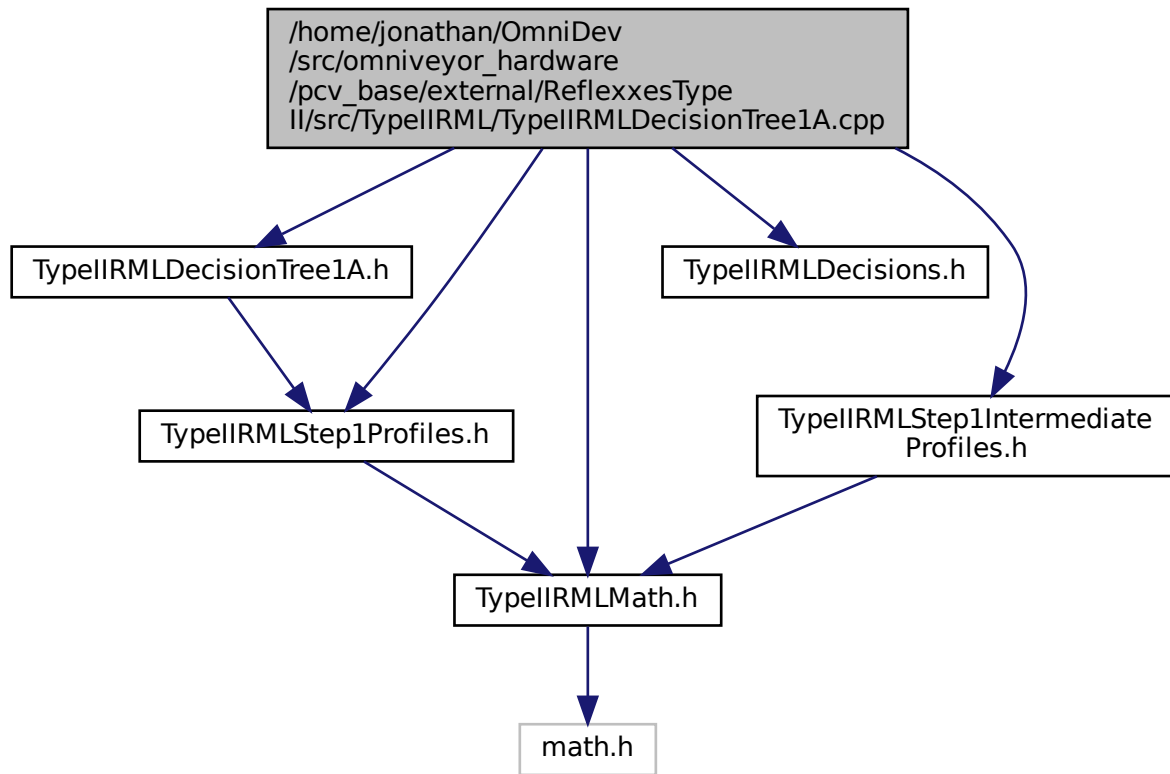 /home/jonathan/OmniDev
/src/omniveyor_hardware
/pcv_base/external/ReflexxesType
II/src/TypeIIRML/TypeIIRMLDecisionTree1A.cpp
TypeIIRMLDecisionTree1A.h
TypeIIRMLDecisions.h
TypeIIRMLStep1Profiles.h
TypeIIRMLStep1Intermediate
Profiles.h
TypeIIRMLMath.h
math.h